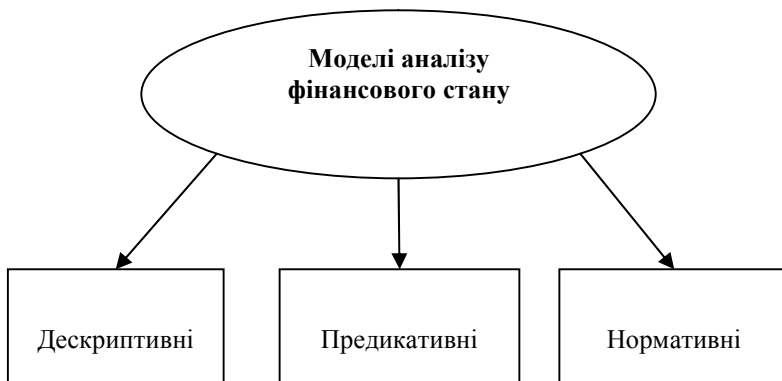 Моделі аналізу
фінансового стану
Дескриптивні
Предикативні
Нормативні